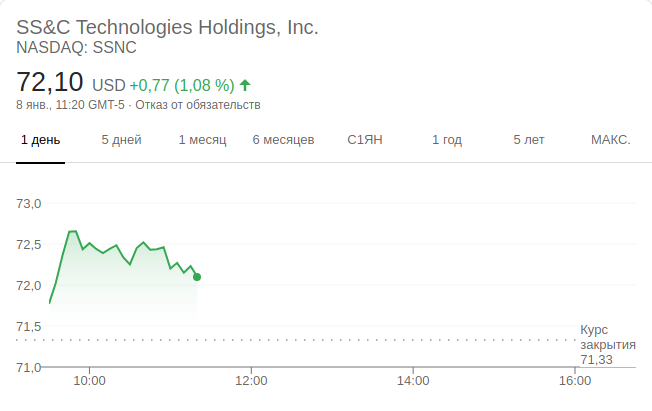 SS&C Technologies Holdings, Inc.
NASDAQ: SSNC
72,10 USD +0,77 (1,08 %)
8 янв., 11:20 GMT-5 · Отказ от обязательств
1 день 5 дней 1 месяц 6 месяцев С1ЯН 1 год 5 лет МАКС.
73,0
72,5
72,0
71,5
Курс
закрытия
71,33
71,0
10:00 12:00 14:00 16:00